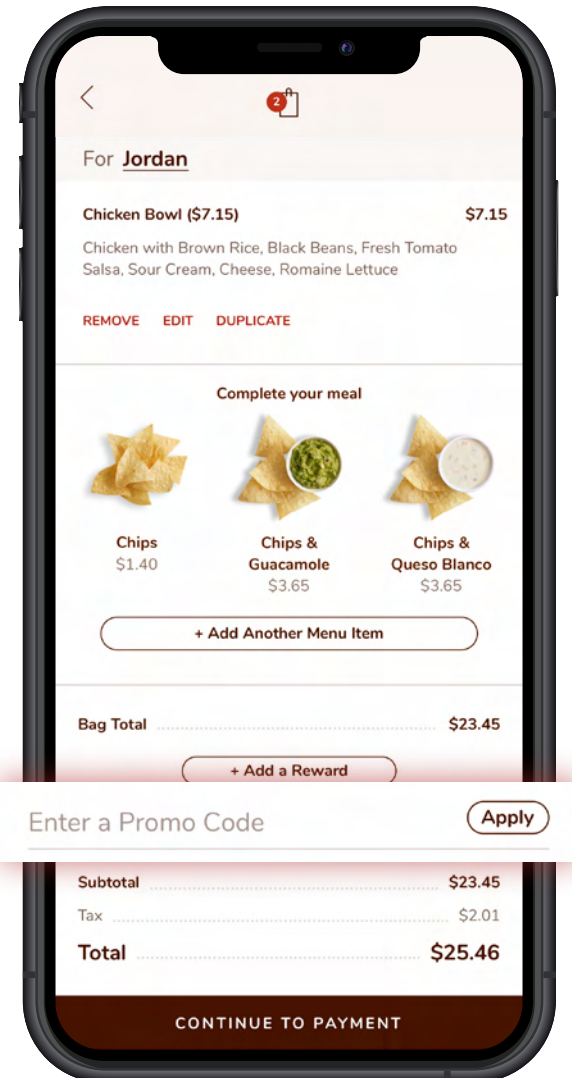 2
For Jordan
Chicken Bowl ($7.15) $7.15
Chicken with Brown Rice, Black Beans, Fresh Tomato
Salsa, Sour Cream, Cheese, Romaine Lettuce
REMOVE EDIT DUPLICATE
Complete your meal
Chips
$1.40
Chips &
Guacamole
$3.65
Chips &
Queso Blanco
$3.65
+ Add Another Menu Item
Bag Total $23.45
+ Add a Reward
Enter a Promo Code Apply
Subtotal $23.45
Tax $2.01
Total $25.46
CONTINUE TO PAYMENT